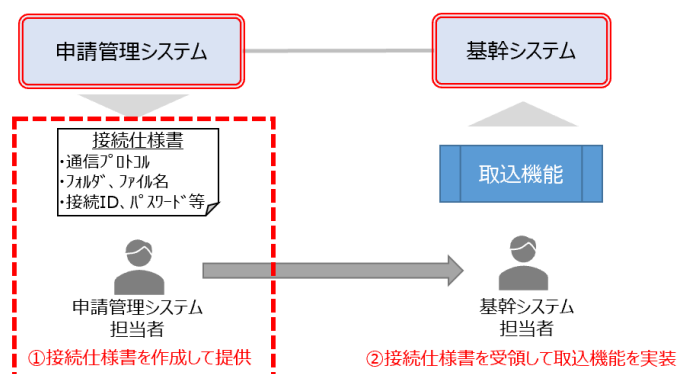 申請管理システム
基幹システム
接続仕様書
・通信ﾌﾟﾛﾄｺﾙ
・ﾌｫﾙﾀﾞ、ﾌｧｲﾙ名
・接続ID、ﾊﾟｽﾜｰﾄﾞ等
取込機能
申請管理システム
担当者
基幹システム
担当者
①接続仕様書を作成して提供
②接続仕様書を受領して取込機能を実装